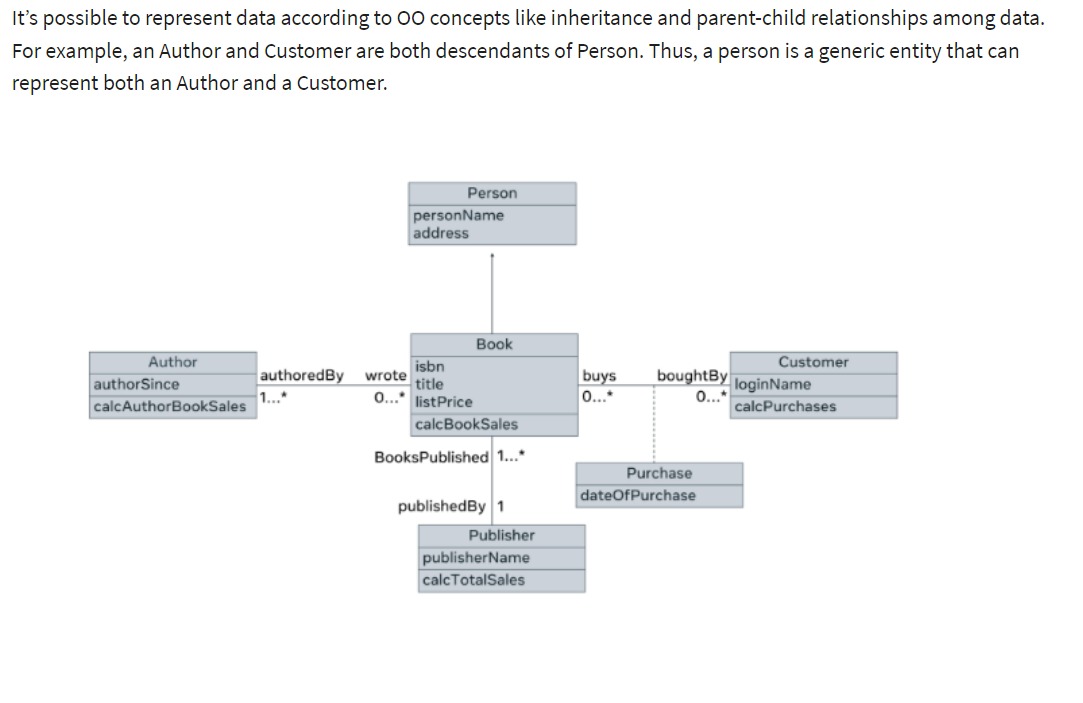 It’s possible to represent data according to OO concepts like inheritance and parent-child relationships among data.
For example, an Author and Customer are both descendants of Person. Thus, a person is a generic entity that can
represent both an Author and a Customer.
Person
personName
address
Author
authorSince
calcAuthorBookSales
authoredBy
1...*
wrote
0...*
Book
isbn
title
listPrice
calcBookSales
buys
0...*
boughtBy
0...*
Customer
loginName
calcPurchases
BooksPublished 1...*
publishedBy 1
Purchase
dateOfPurchase
Publisher
publisherName
calcTotalSales